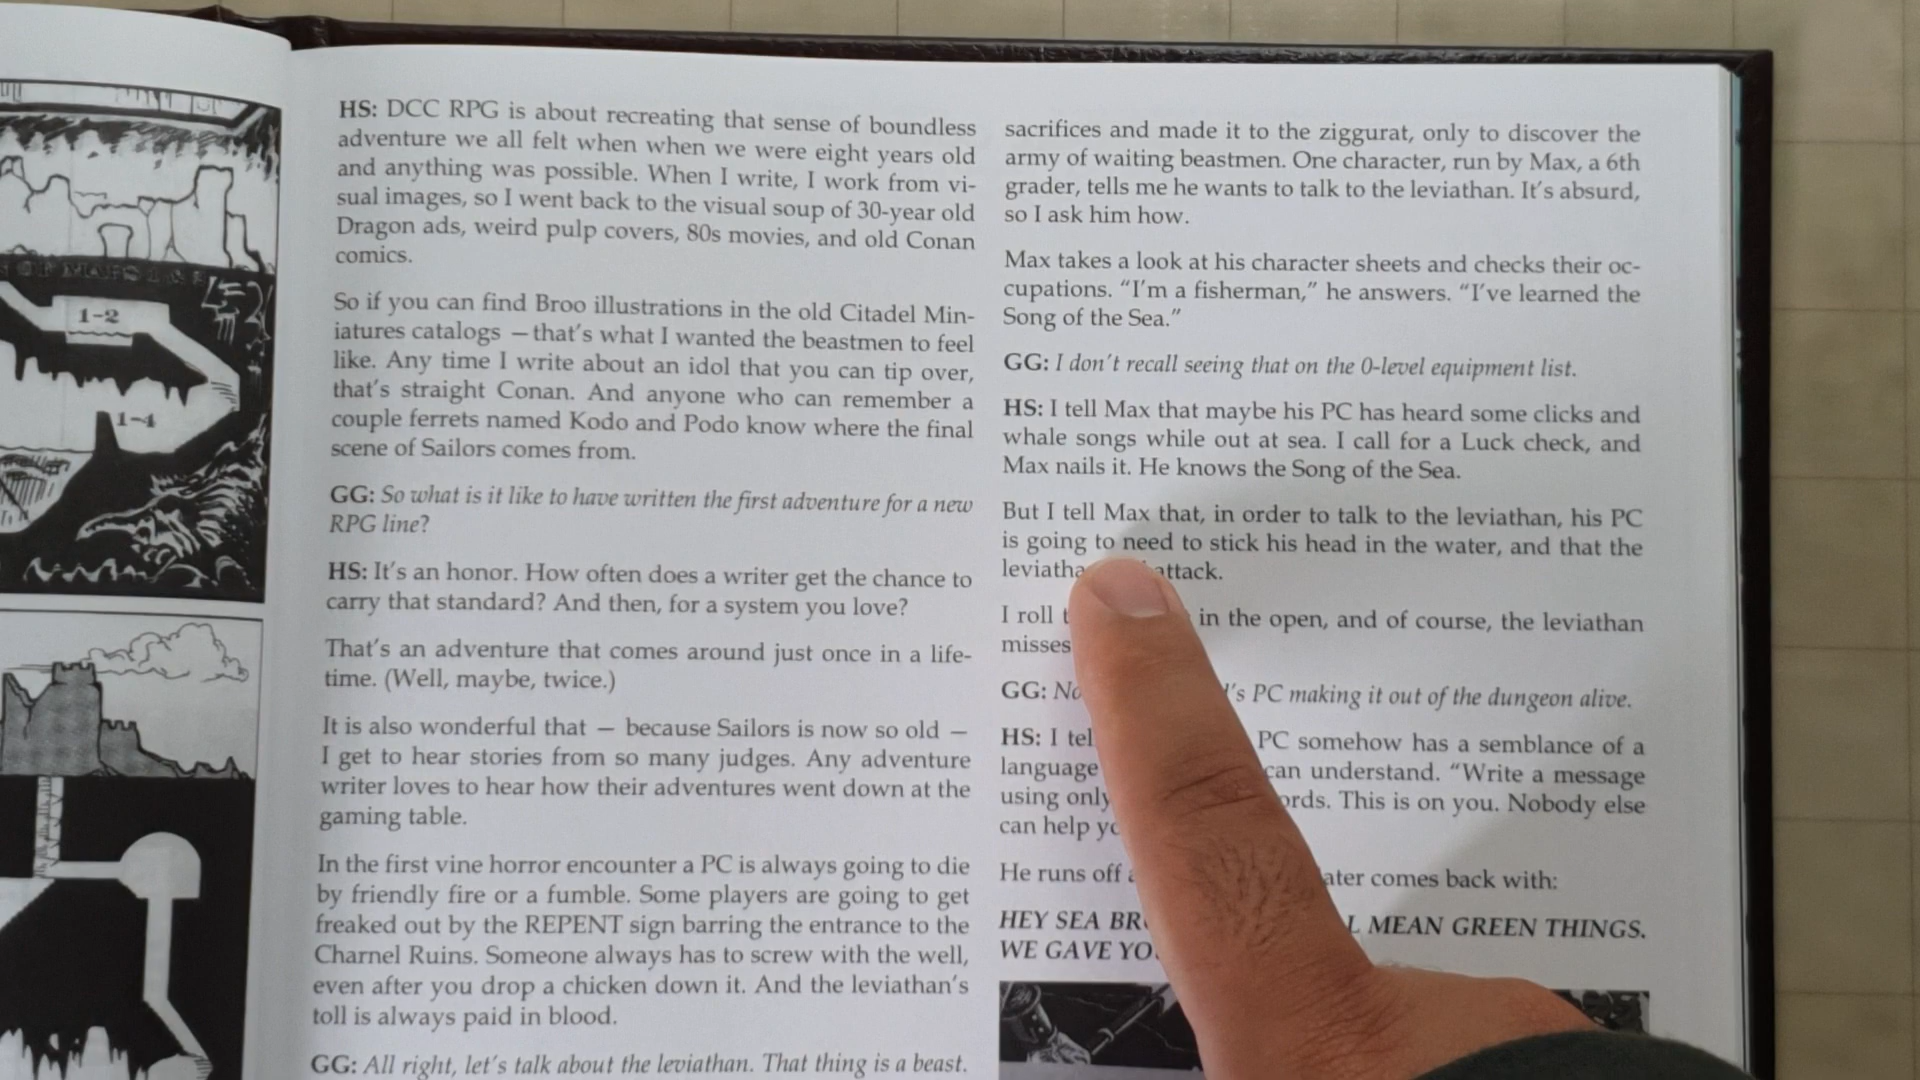 1-2
1-4
HS: DCC RPG is about recreating that sense of boundless
adventure we all felt when when we were eight years old
and anything was possible. When I write, I work from vi-
sual images, so I went back to the visual soup of 30-year old
Dragon ads, weird pulp covers, 80s movies, and old Conan
comics.
So if you can find Broo illustrations in the old Citadel Min-
iatures catalogs — that's what I wanted the beastmen to feel
like. Any time I write about an idol that you can tip over,
that's straight Conan. And anyone who can remember a
couple ferrets named Kodo and Podo know where the final
scene of Sailors comes from.
GG: So what is it like to have written the first adventure for a new
RPG line?
HS: It's an honor. How often does a writer get the chance to
carry that standard? And then, for a system you love?
That's an adventure that comes around just once in a life-
time. (Well, maybe, twice.)
It is also wonderful that — because Sailors is now so old —
I get to hear stories from so many judges. Any adventure
writer loves to hear how their adventures went down at the
gaming table.
In the first vine horror encounter a PC is always going to die
by friendly fire or a fumble. Some players are going to get
freaked out by the REPENT sign barring the entrance to the
Charnel Ruins. Someone always has to screw with the well,
even after you drop a chicken down it. And the leviathan's
toll is always paid in blood.
GG: All right, let's talk about the leviathan. That thing is a beast.
sacrifices and made it to the ziggurat, only to discover the
army of waiting beastmen. One character, run by Max, a 6th
grader, tells me he wants to talk to the leviathan. It's absurd,
so I ask him how.
Max takes a look at his character sheets and checks their oc-
cupations. "I'm a fisherman," he answers. "I've learned the
Song of the Sea."
GG: I don't recall seeing that on the 0-level equipment list.
HS: I tell Max that maybe his PC has heard some clicks and
whale songs while out at sea. I call for a Luck check, and
Max nails it. He knows the Song of the Sea.
But I tell Max that, in order to talk to the leviathan, his PC
is going to need to stick his head in the water, and that the
attack.
I roll in the open, and of course, the leviathan
misses
GG: PC making it out of the dungeon alive.
HS: I PC somehow has a semblance of a
language can understand. "Write a message
using only This is on you. Nobody else
can help
He runs off comes back with:
HEY SEA MEAN GREEN THINGS.
WE GAVE